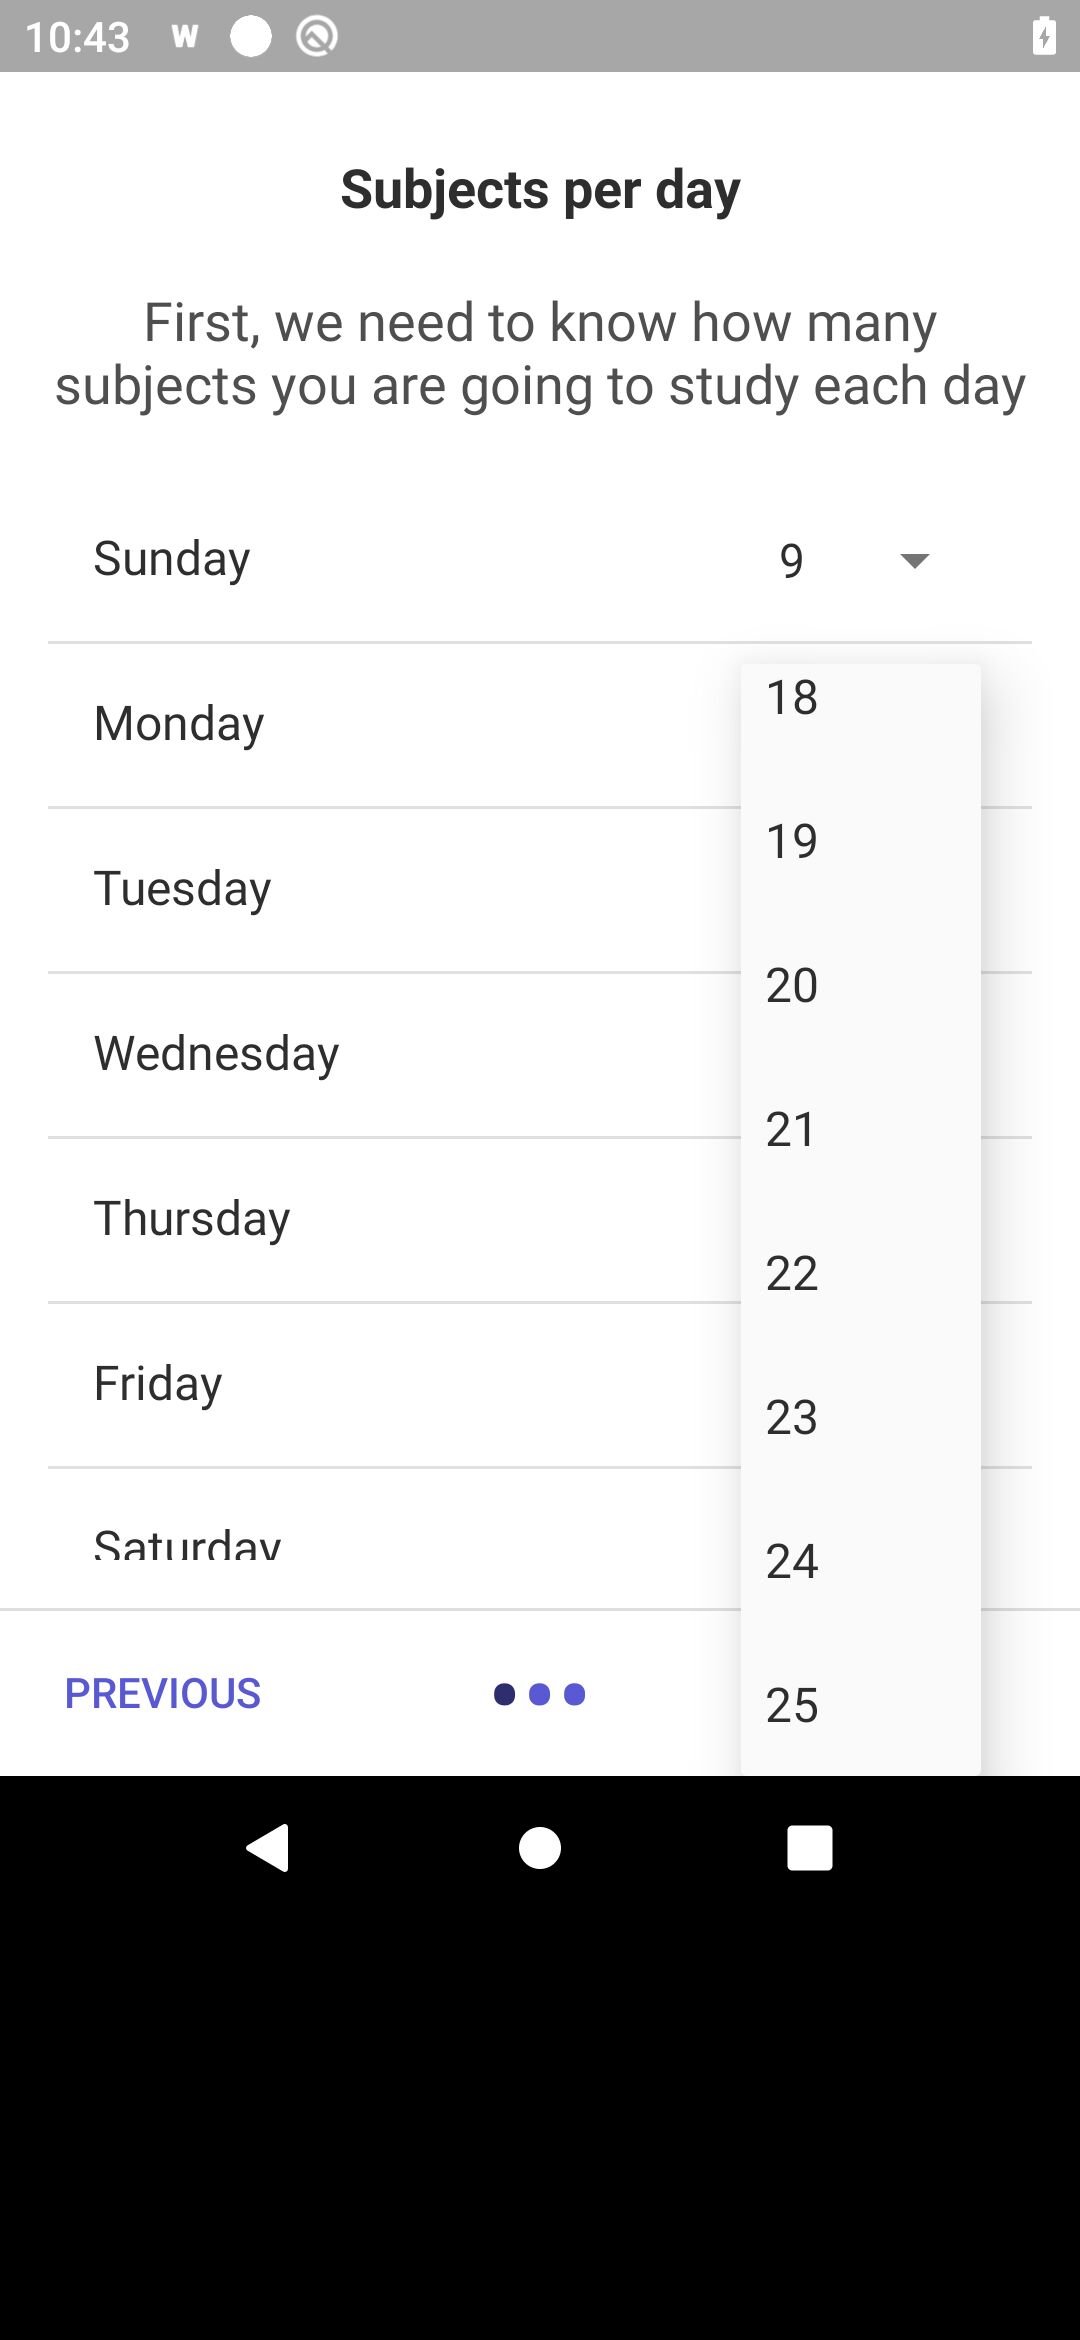 10:43 W
Subjects per day
First, we need to know how many
subjects you are going to study each day
Sunday 9
Monday
Tuesday
Wednesday
Thursday
Friday
Saturday
18
19
20
21
22
23
24
25
PREVIOUS